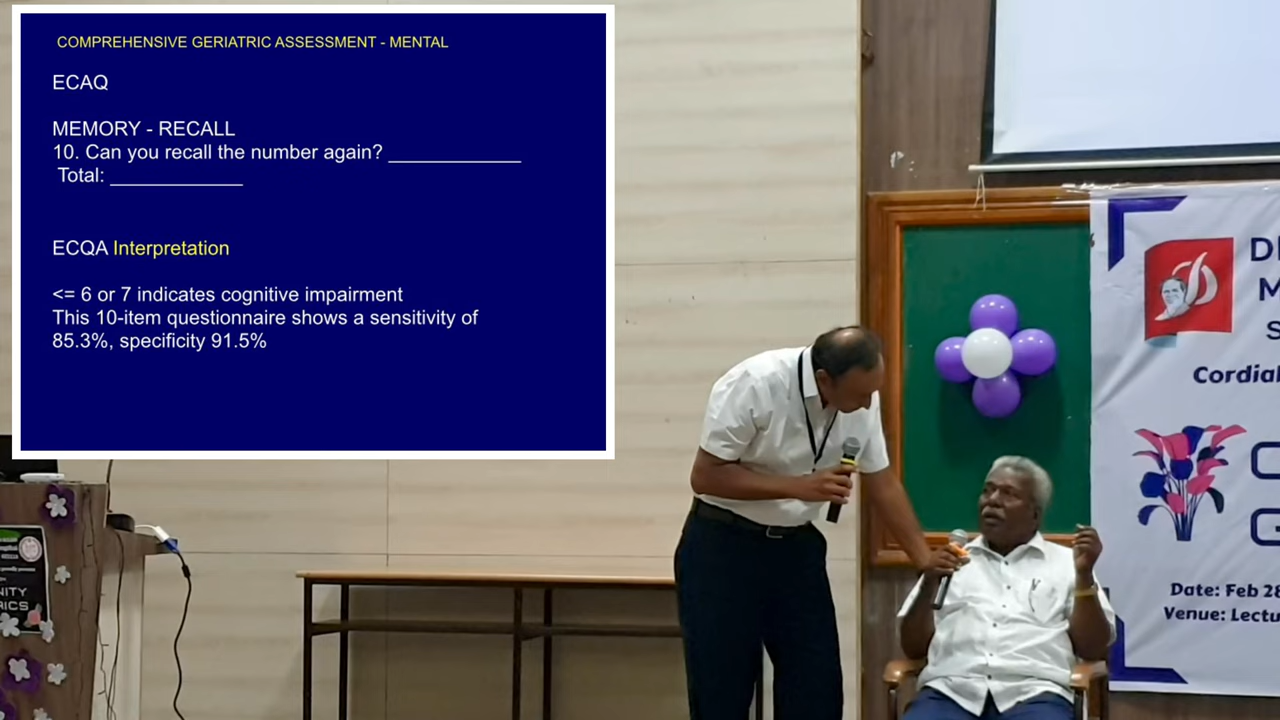 COMPREHENSIVE GERIATRIC ASSESSMENT - MENTAL
ECAQ
MEMORY - RECALL
10. Can you recall the number again? ____________
Total: ____________
ECQA Interpretation
<= 6 or 7 indicates cognitive impairment
This 10-item questionnaire shows a sensitivity of
85.3%, specificity 91.5%
Cordial
Date: Feb 28
Venue: Lectu